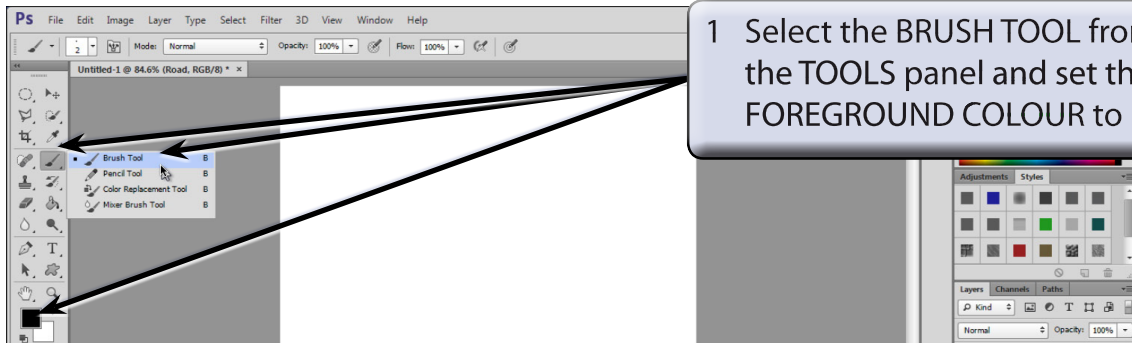 Ps File Edit Image Layer Type Select Filter 3D View Window Help
2 Mode: Normal Opacity: 100% Flow: 100%
Untitled-1 @ 84.6% (Road, RGB/8) * ×
1 Select the BRUSH TOOL from
the TOOLS panel and set th
FOREGROUND COLOUR to
Brush Tool B
Pencil Tool B
Color Replacement Tool B
Mixer Brush Tool B
T
Adjustments Styles
Layers Channels Paths
Kind T
Normal Opacity: 100%